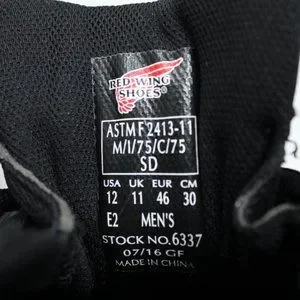 RED WING
SHOES®
ASTM F 2413-11
M/I/75/C/75
SD
USA UK EUR CM
12 11 46 30
E2 MEN'S
STOCK NO.6337
07/16 GF
MADE IN CHINA